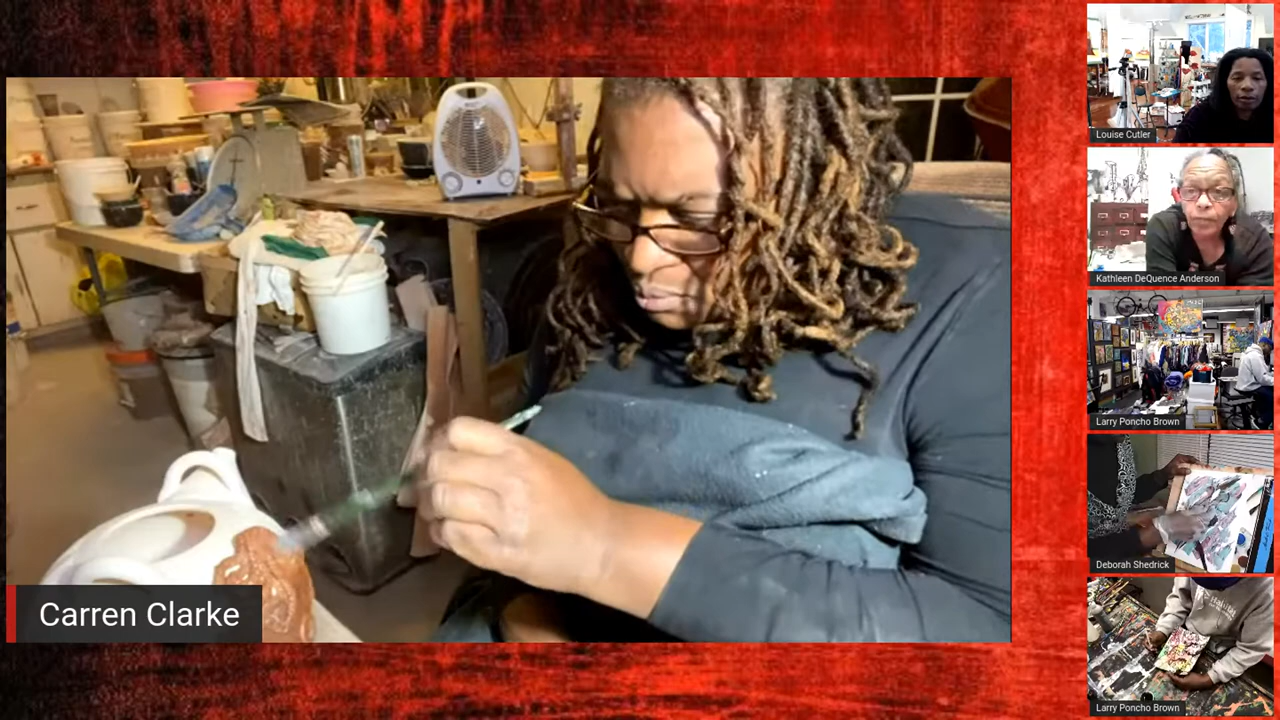 Carren Clarke
Louise Cutler
Kathleen DeQuence Anderson
Larry Poncho Brown
Deborah Shedrick
Larry Poncho Brown